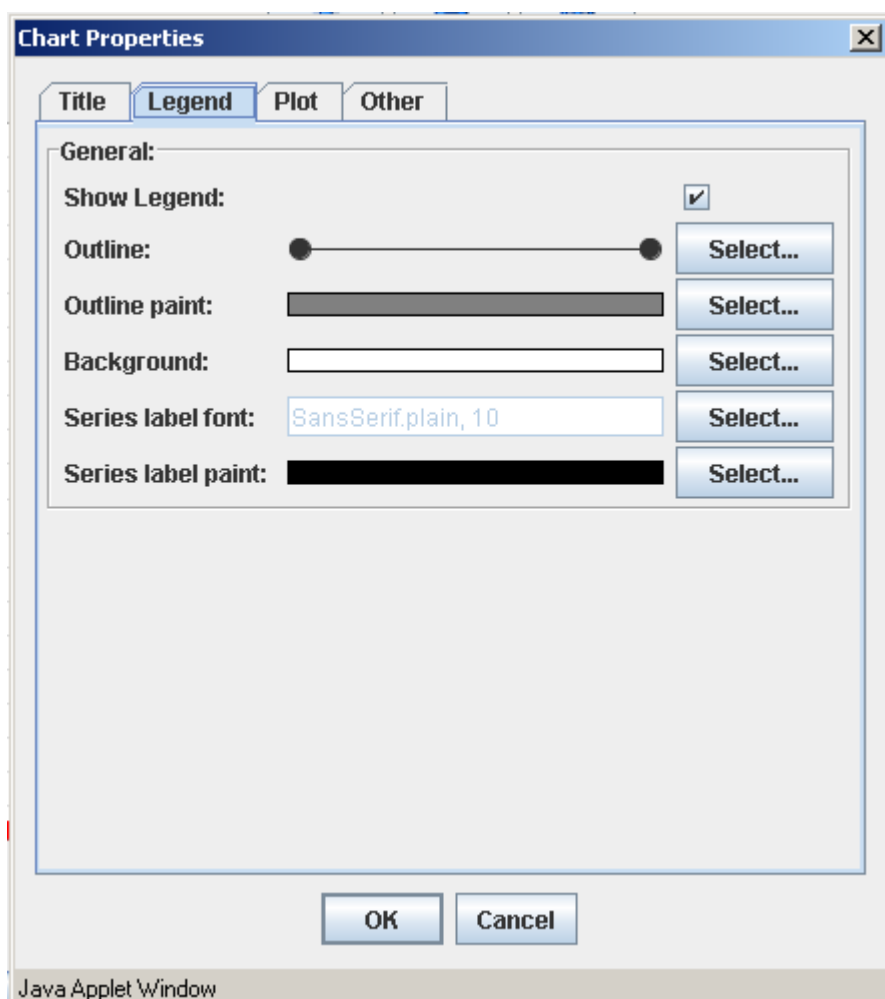 Chart Properties
Title Legend Plot Other
General:
Show Legend:
Outline: Select...
Outline paint: Select...
Background: Select...
Series label font: SansSerif.plain, 10 Select...
Series label paint: Select...
OK Cancel
Java Applet Window